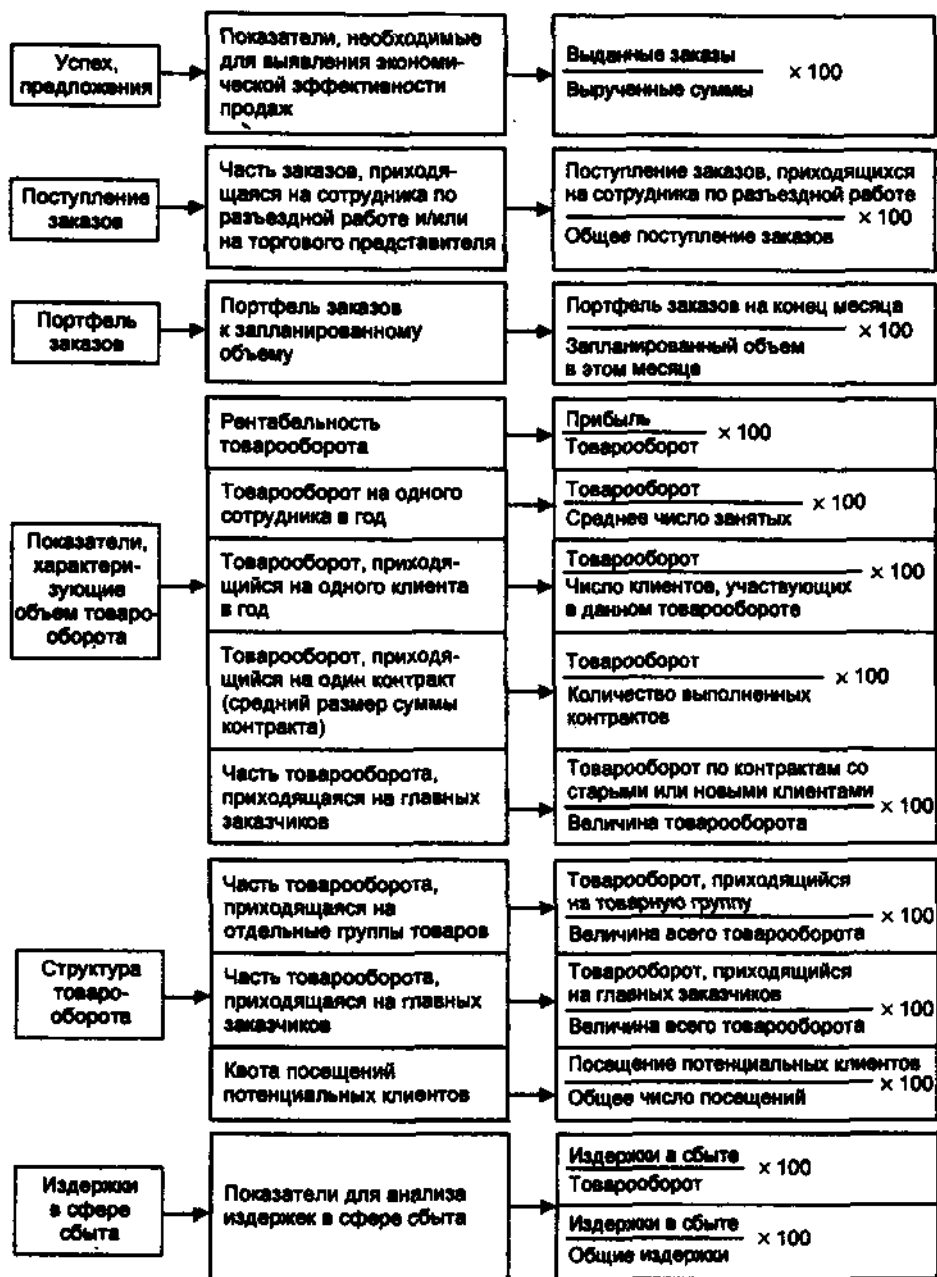 Успех,
предложения
Показатели, необходимые
для выявления экономи-
ческой эффективности
продаж
Выданные заказы
× 100
Вырученные суммы
Поступление
заказов
Часть заказов, приходя-
щаяся на сотрудника по
разъездной работе и/или
на торгового представителя
Поступление заказов, приходящихся
на сотрудника по разъездной работе
× 100
Общее поступление заказов
Портфель
заказов
Портфель заказов
к запланированному
объему
Портфель заказов на конец месяца
× 100
Запланированный объем
в этом месяце
Показатели,
характери-
зующие
объем товаро-
оборота
Рентабельность
товарооборота
Прибыль
× 100
Товарооборот
Товарооборот на одного
сотрудника в год
Товарооборот
× 100
Среднее число занятых
Товарооборот, приходя-
щийся на одного клиента
в год
Товарооборот
× 100
Число клиентов, участвующих
в данном товарообороте
Товарооборот, приходя-
щийся на один контракт
(средний размер суммы
контракта)
Товарооборот
× 100
Количество выполненных
контрактов
Часть товарооборота,
приходящаяся на главных
заказчиков
Товарооборот по контрактам со
старыми или новыми клиентами
× 100
Величина товарооборота
Структура
товаро-
оборота
Часть товарооборота,
приходящаяся на
отдельные группы товаров
Товарооборот, приходящийся
на товарную группу
× 100
Величина всего товарооборота
Часть товарооборота,
приходящаяся на главных
заказчиков
Товарооборот, приходящийся
на главных заказчиков
× 100
Величина всего товарооборота
Квота посещений
потенциальных клиентов
Посещение потенциальных клиентов
× 100
Общее число посещений
Издержки
в сфере
сбыта
Показатели для анализа
издержек в сфере сбыта
Издержки в сбыте
× 100
Товарооборот
Издержки в сбыте
× 100
Общие издержки